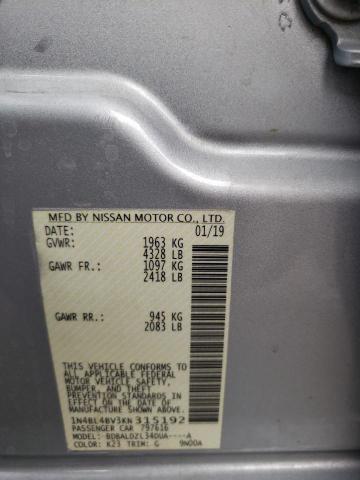 MFD BY NISSAN MOTOR CO., LTD.
DATE: 01/19
GVWR: 1963 KG
4328 LB
GAWR FR.: 1097 KG
2418 LB
GAWR RR.: 945 KG
2083 LB
THIS VEHICLE CONFORMS TO
ALL APPLICABLE FEDERAL
MOTOR VEHICLE SAFETY,
BUMPER, AND THEFT
PREVENTION STANDARDS IN
EFFECT ON THE DATE OF
MANUFACTURE SHOWN ABOVE.
1N4BL4BV3KN315192
PASSENGER CAR 797616
MODEL: BDBALDZL34DUA----A
COLOR: K23 TRIM: G 9N00A